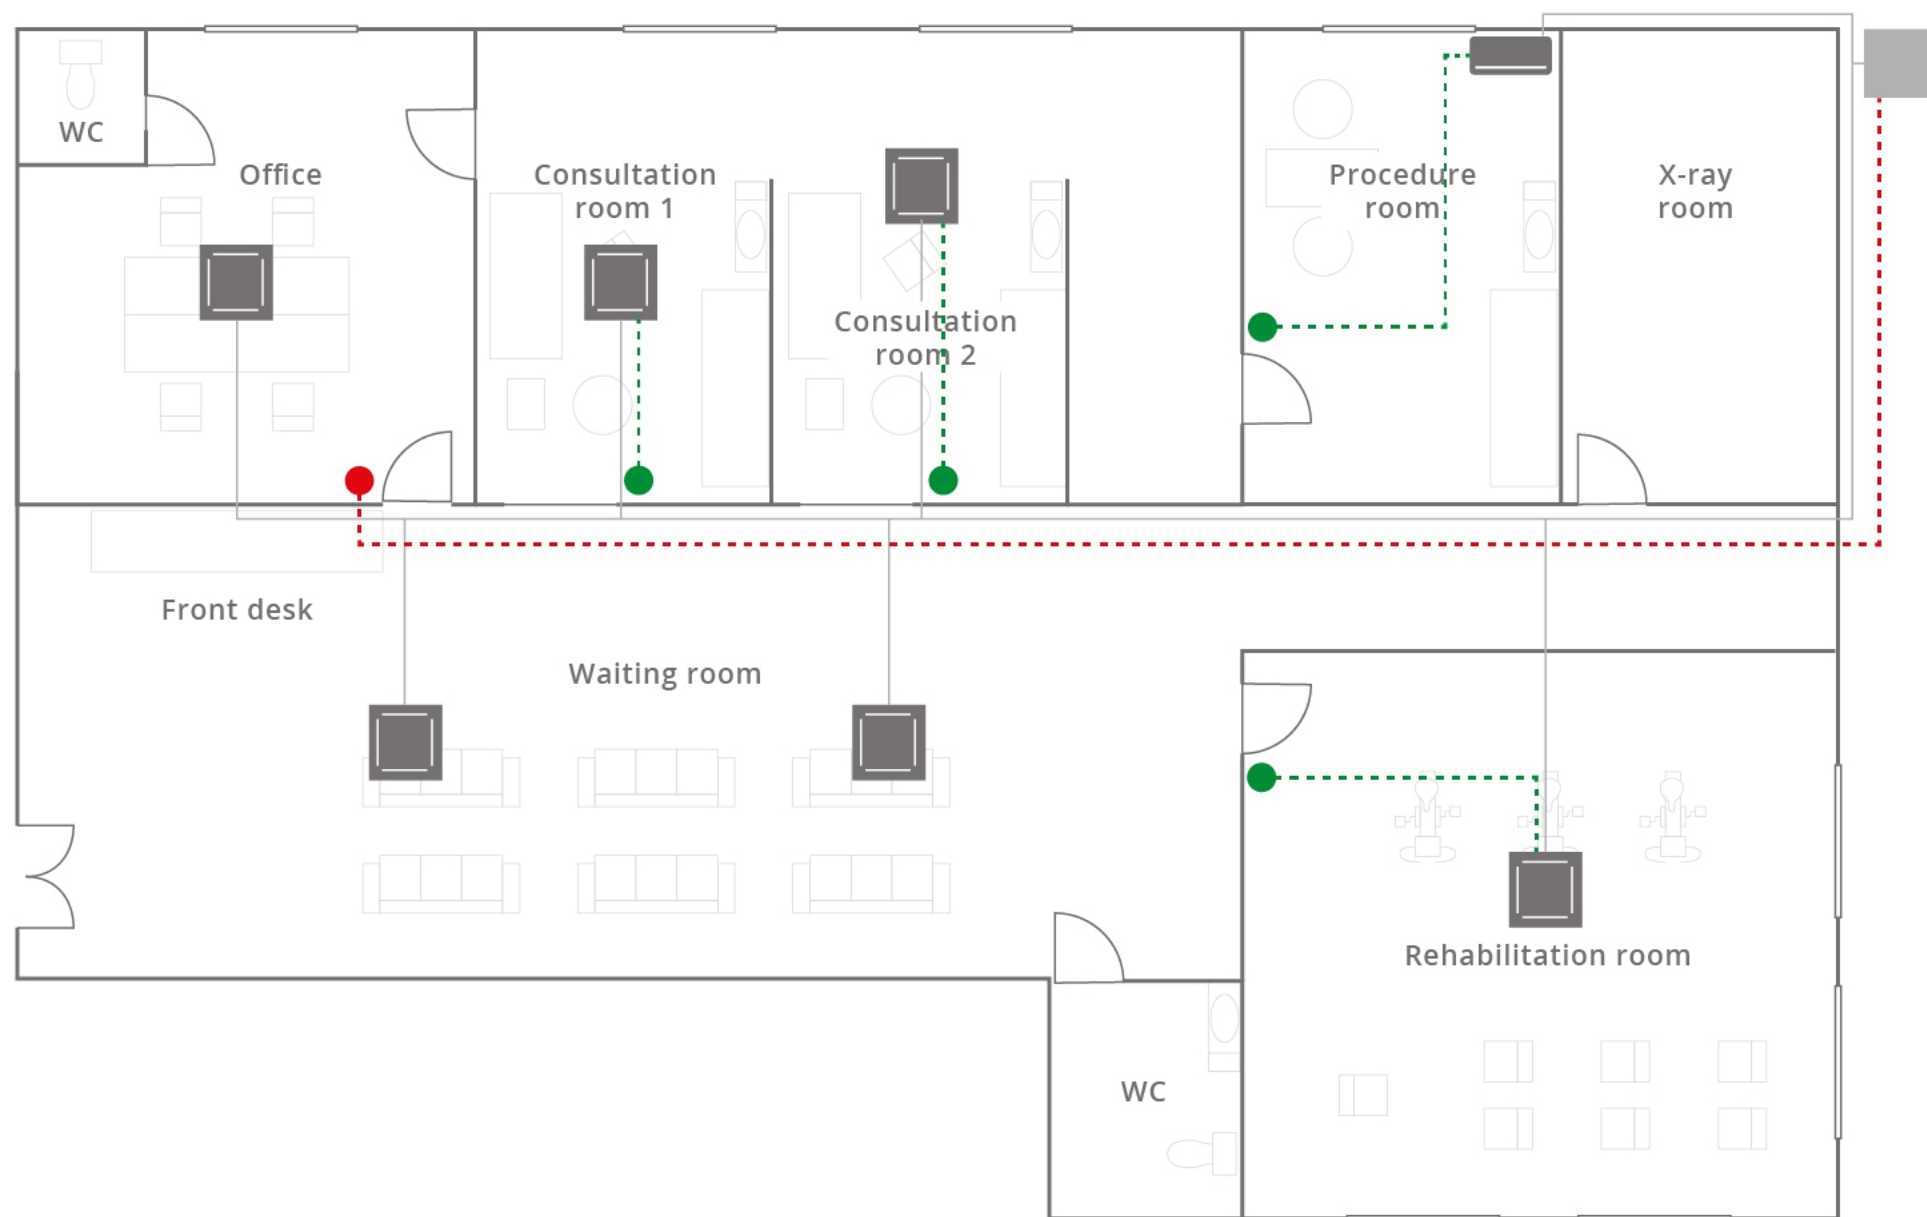 WC
Office
Consultation
room 1
Consultation
room 2
Procedure
room
X-ray
room
Front desk
Waiting room
Rehabilitation room
WC